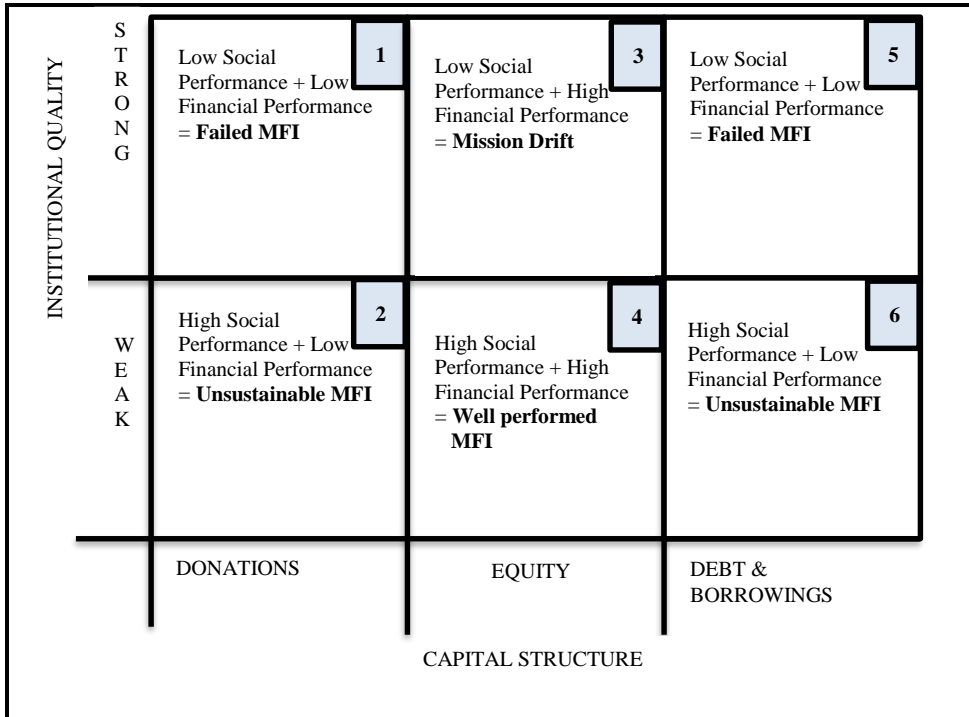 INSTITUTIONAL QUALITY
S
T
R
O
N
G
1
Low Social
Performance + Low
Financial Performance
= Failed MFI
3
Low Social
Performance + High
Financial Performance
= Mission Drift
5
Low Social
Performance + Low
Financial Performance
= Failed MFI
W
E
A
K
2
High Social
Performance + Low
Financial Performance
= Unsustainable MFI
4
High Social
Performance + High
Financial Performance
= Well performed
MFI
6
High Social
Performance + Low
Financial Performance
= Unsustainable MFI
DONATIONS
EQUITY
DEBT &
BORROWINGS
CAPITAL STRUCTURE